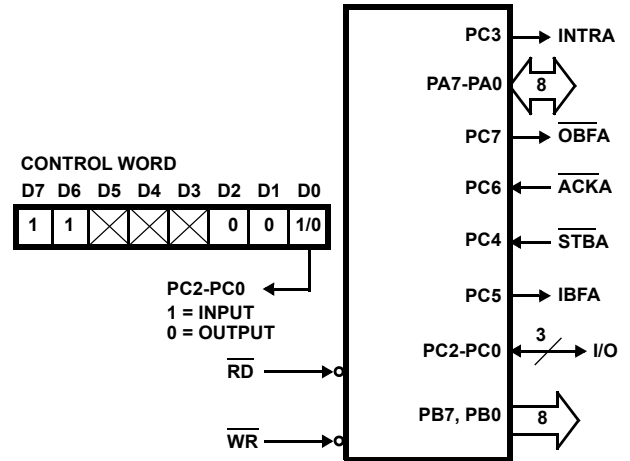 PC3 INTRA
PA7-PA0 8
PC7 OBFA
CONTROL WORD
D7 D6 D5 D4 D3 D2 D1 D0
1 1 0 0 1/0
PC6 ACKA
PC4 STBA
PC2-PC0
1 = INPUT
0 = OUTPUT
PC5 IBFA
PC2-PC0 3 I/O
RD
PB7, PB0 8
WR